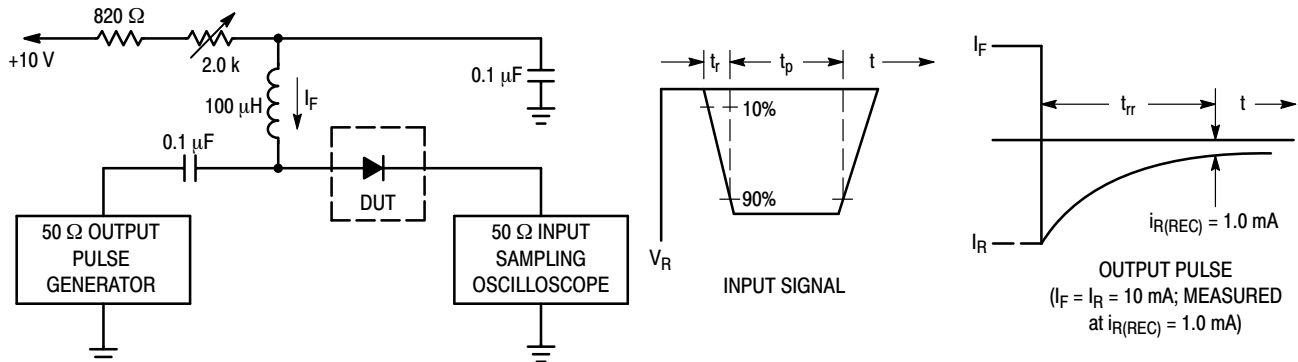 820 Ω
+10 V
2.0 k
100 μH
I_F
0.1 μF
0.1 μF
DUT
50 Ω OUTPUT
PULSE
GENERATOR
50 Ω INPUT
SAMPLING
OSCILLOSCOPE
t_r
t_p
t
10%
90%
V_R
INPUT SIGNAL
I_F
t_rr
t
I_R
i_R(REC) = 1.0 mA
OUTPUT PULSE
(I_F = I_R = 10 mA; MEASURED
at i_R(REC) = 1.0 mA)